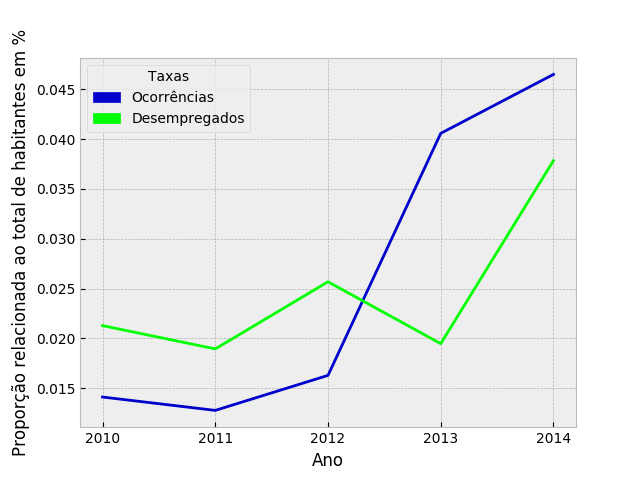 Proporção relacionada ao total de habitantes em %
0.045
0.040
0.035
0.030
0.025
0.020
0.015
Taxas
Ocorrências
Desempregados
2010 2011 2012 2013 2014
Ano